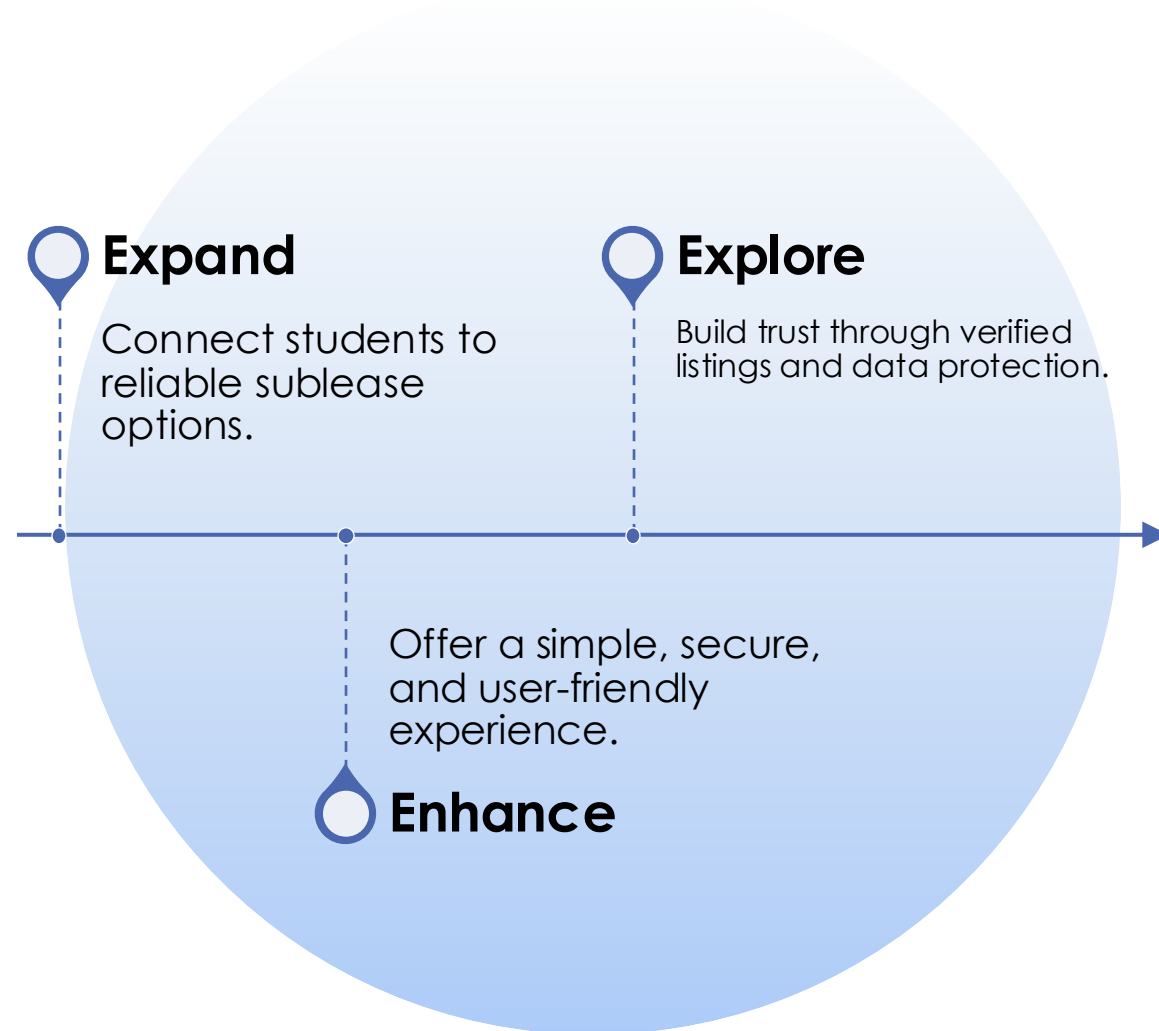 Expand
Connect students to
reliable sublease
options.
Explore
Build trust through verified
listings and data protection.
Offer a simple, secure,
and user-friendly
experience.
Enhance